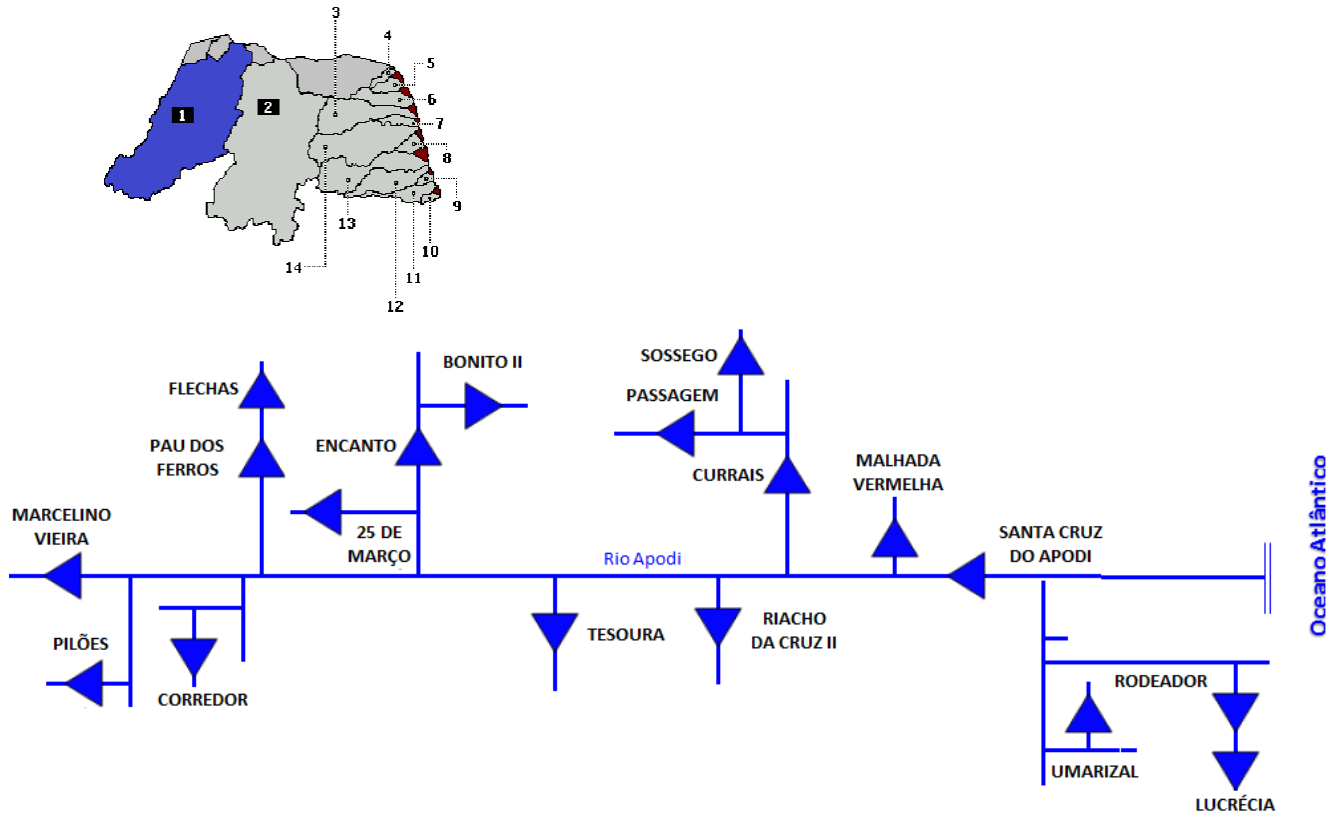 3
4
5
6
1
2
7
8
9
13
10
14
11
12
SOSSEGO
BONITO II
FLECHAS
PASSAGEM
PAU DOS
FERROS
ENCANTO
MALHADA
VERMELHA
CURRAIS
MARCELINO
VIEIRA
25 DE
MARÇO
SANTA CRUZ
DO APODI
Rio Apodi
Oceano Atlântico
PILÕES
TESOURA
RIACHO
DA CRUZ II
CORREDOR
RODEADOR
UMARIZAL
LUCRÉCIA